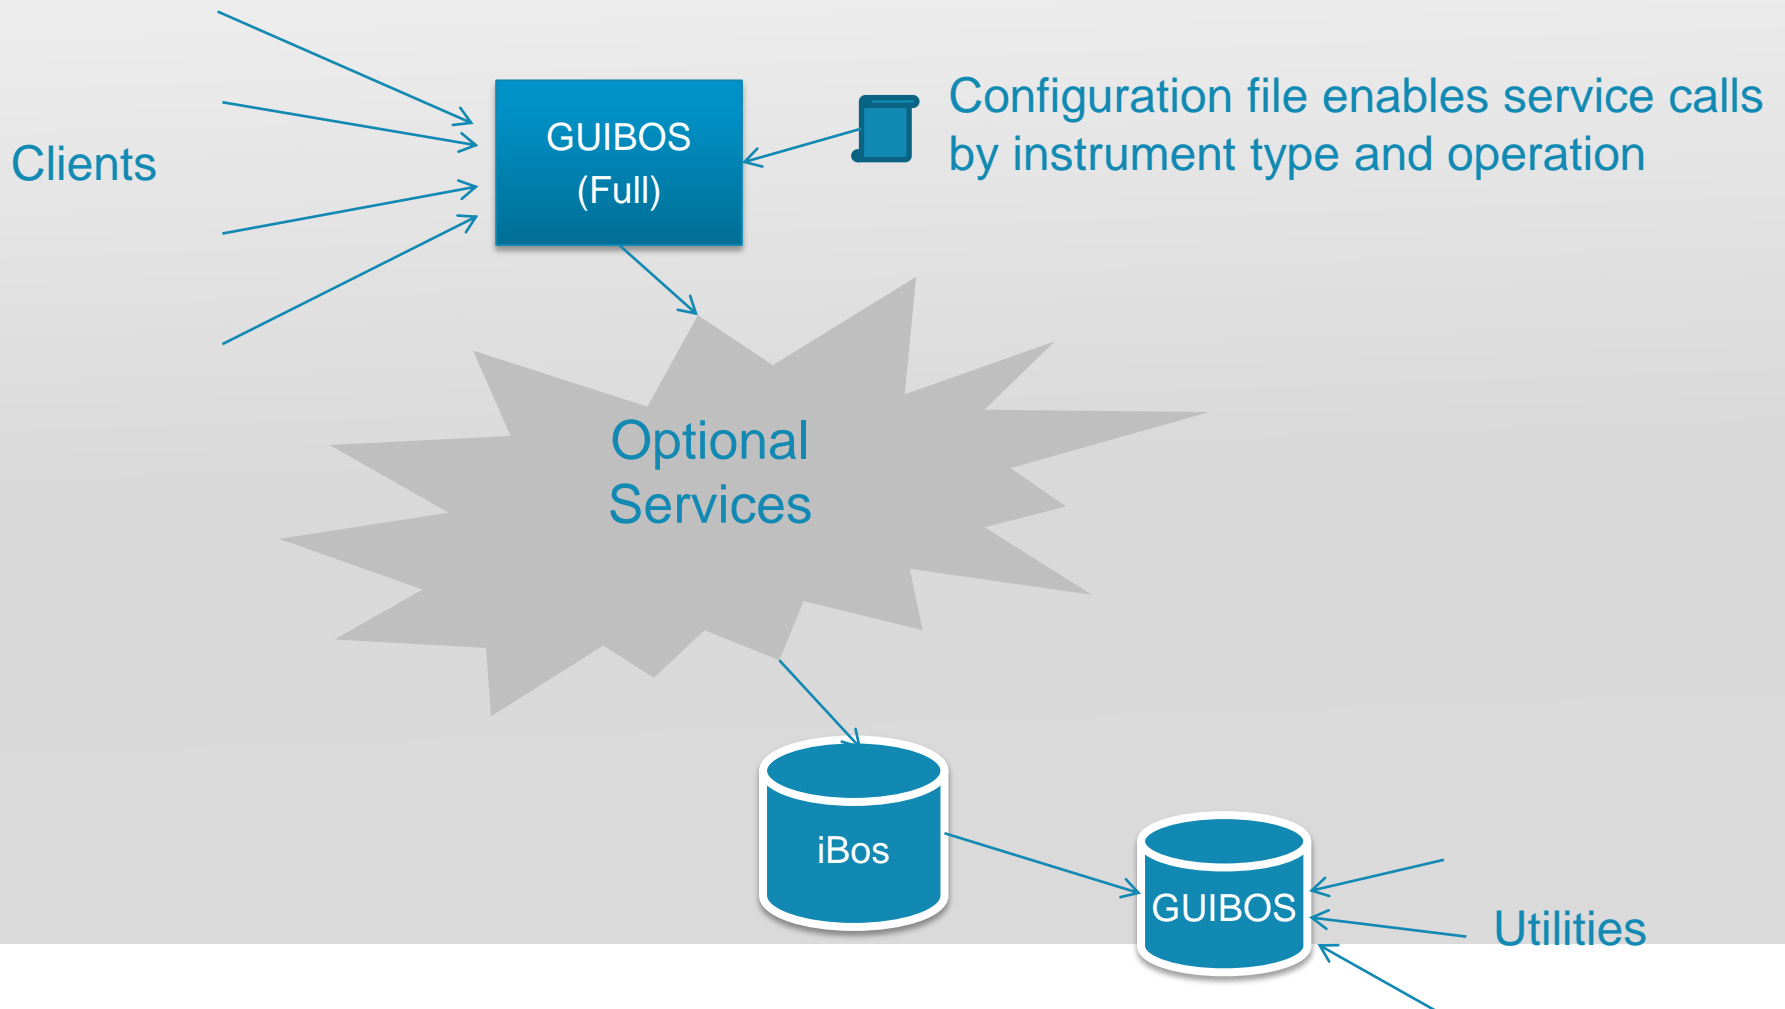 Clients
GUIBOS
(Full)
Configuration file enables service calls
by instrument type and operation
Optional
Services
iBos
GUIBOS
Utilities